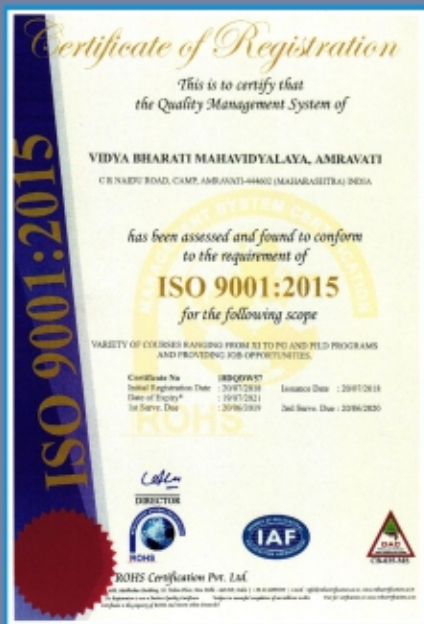 Certificate of Registration
This is to certify that
the Quality Management System of
VIDYA BHARATI MAHAVIDYALAYA, AMRAVATI
C R NAIDU ROAD, CAMP, AMRAVATI-444602 (MAHARASHTRA) INDIA
has been assessed and found to conform
to the requirement of
ISO 9001:2015
for the following scope
VARIETY OF COURSES RANGING FROM XI TO PG AND PH.D PROGRAMS
AND PROVIDING JOB OPPORTUNITIES.
Certificate No
Initial Registration Date : 20/07/2018 Issuance Date : 20/07/2018
Date of Expiry* : 19/07/2021
1st Surve. Due : 20/06/2019 2nd Surve. Due : 20/06/2020
ISO 9001:2015
DIRECTOR
ROHS
IAF
ROHS
ROHS Certification Pvt. Ltd.